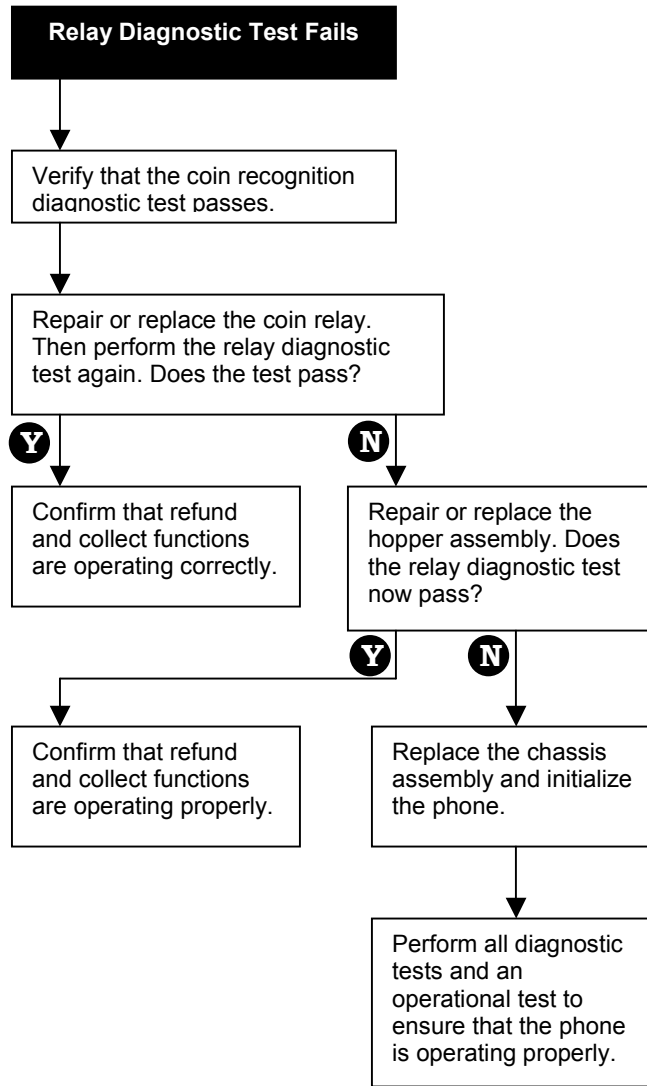 Relay Diagnostic Test Fails
Verify that the coin recognition
diagnostic test passes.
Repair or replace the coin relay.
Then perform the relay diagnostic
test again. Does the test pass?
Y
N
Confirm that refund
and collect functions
are operating correctly.
Repair or replace the
hopper assembly. Does
the relay diagnostic test
now pass?
Y
N
Confirm that refund
and collect functions
are operating properly.
Replace the chassis
assembly and initialize
the phone.
Perform all diagnostic
tests and an
operational test to
ensure that the phone
is operating properly.